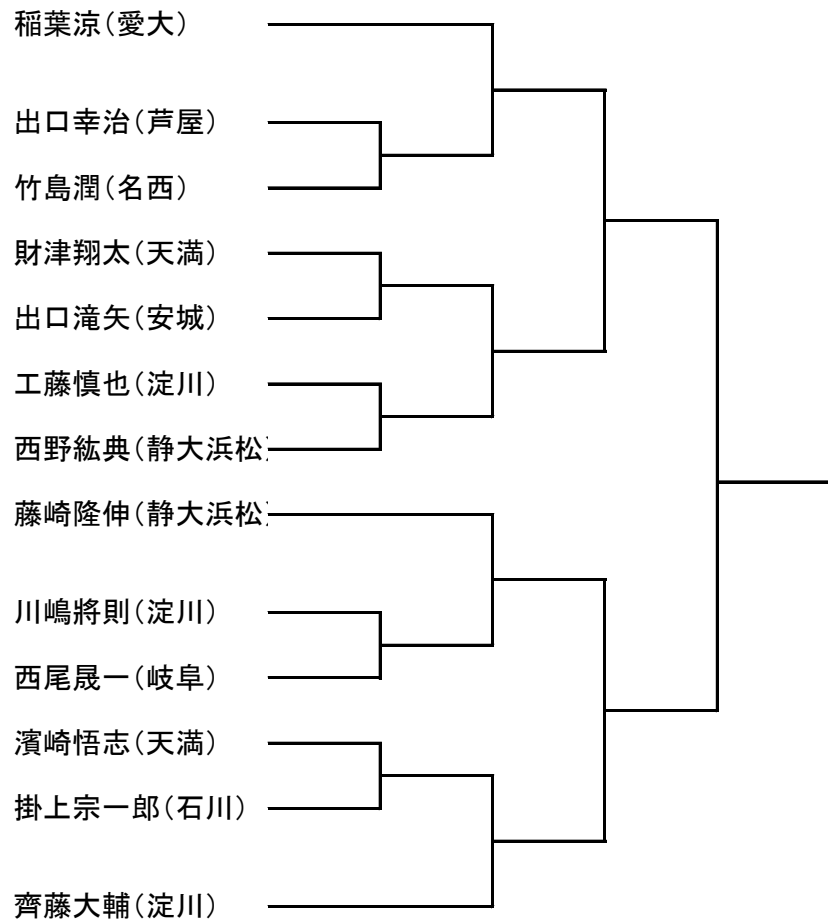 稲葉涼（愛大）
出口幸治（芦屋）
竹島潤（名西）
財津翔太（天満）
出口滝矢（安城）
工藤慎也（淀川）
西野紘典（静大浜松）
藤崎隆伸（静大浜松）
川嶋將則（淀川）
西尾晟一（岐阜）
濱崎悟志（天満）
掛上宗一郎（石川）
齊藤大輔（淀川）